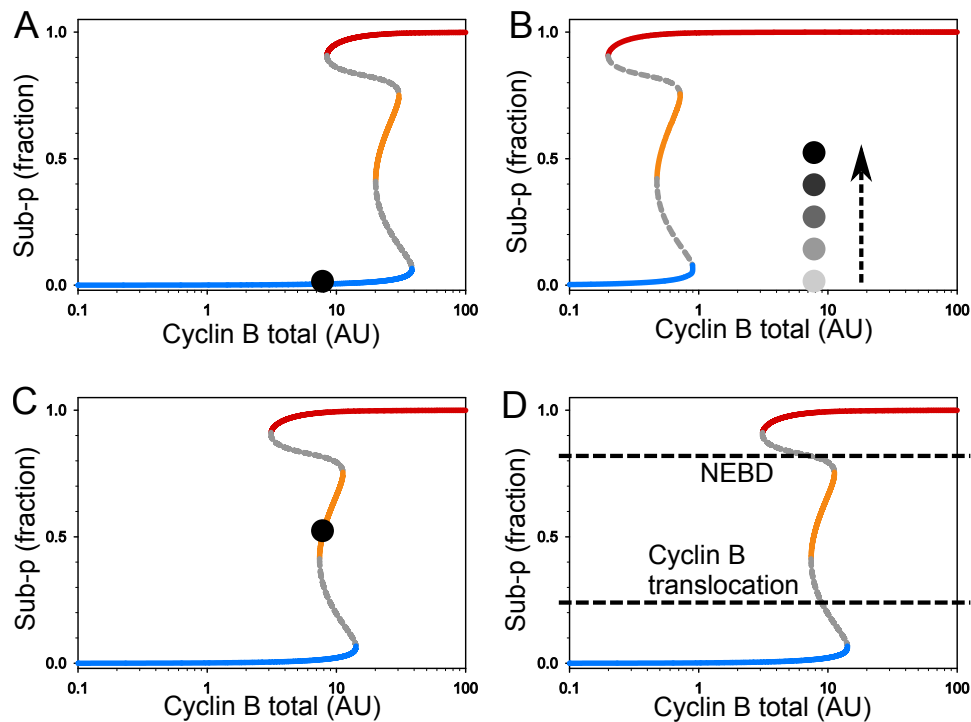 A
1.0
0.5
0.0
Sub-p (fraction)
0.1
1
10
100
Cyclin B total (AU)
B
1.0
0.5
0.0
Sub-p (fraction)
0.1
1
10
100
Cyclin B total (AU)
C
1.0
0.5
0.0
Sub-p (fraction)
0.1
1
10
100
Cyclin B total (AU)
D
1.0
0.5
0.0
Sub-p (fraction)
NEBD
Cyclin B
translocation
0.1
1
10
100
Cyclin B total (AU)